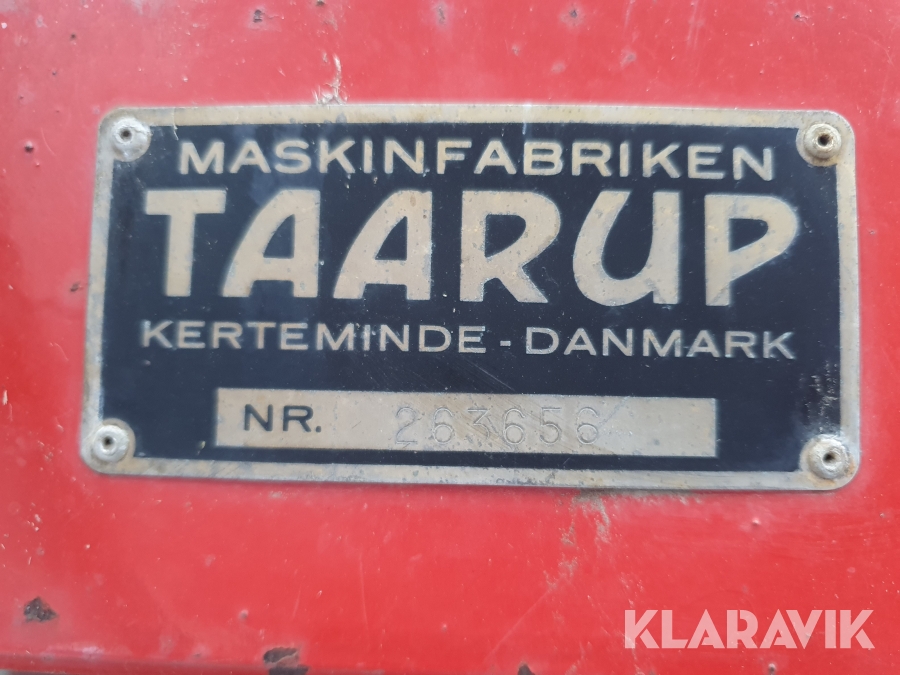 MASKINFABRIKEN
TAARUP
KERTEMINDE - DANMARK
NR. 263656
KLARAVIK